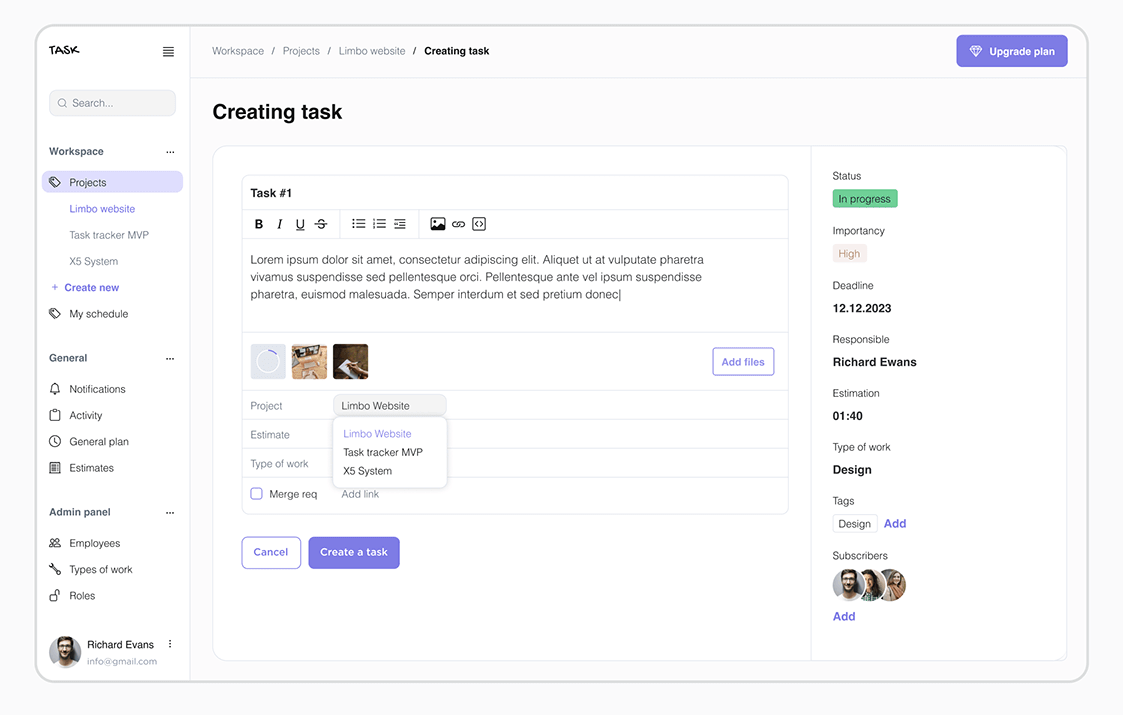 TASK
Workspace / Projects / Limbo website / Creating task
Upgrade plan
Search...
Workspace ...
Projects
Limbo website
Task tracker MVP
X5 System
+ Create new
My schedule
General ...
Notifications
Activity
General plan
Estimates
Admin panel ...
Employees
Types of work
Roles
Richard Evans
info@gmail.com
Creating task
Task #1
B I U S
Lorem ipsum dolor sit amet, consectetur adipiscing elit. Aliquet ut at vulputate pharetra
vivamus suspendisse sed pellentesque orci. Pellentesque ante vel ipsum suspendisse
pharetra, euismod malesuada. Semper interdum et sed pretium donec
Add files
Project Limbo Website
Limbo Website
Estimate
Task tracker MVP
Type of work
X5 System
Merge req Add link
Cancel
Create a task
Status
In progress
Importancy
High
Deadline
12.12.2023
Responsible
Richard Ewans
Estimation
01:40
Type of work
Design
Tags
Design Add
Subscribers
Add